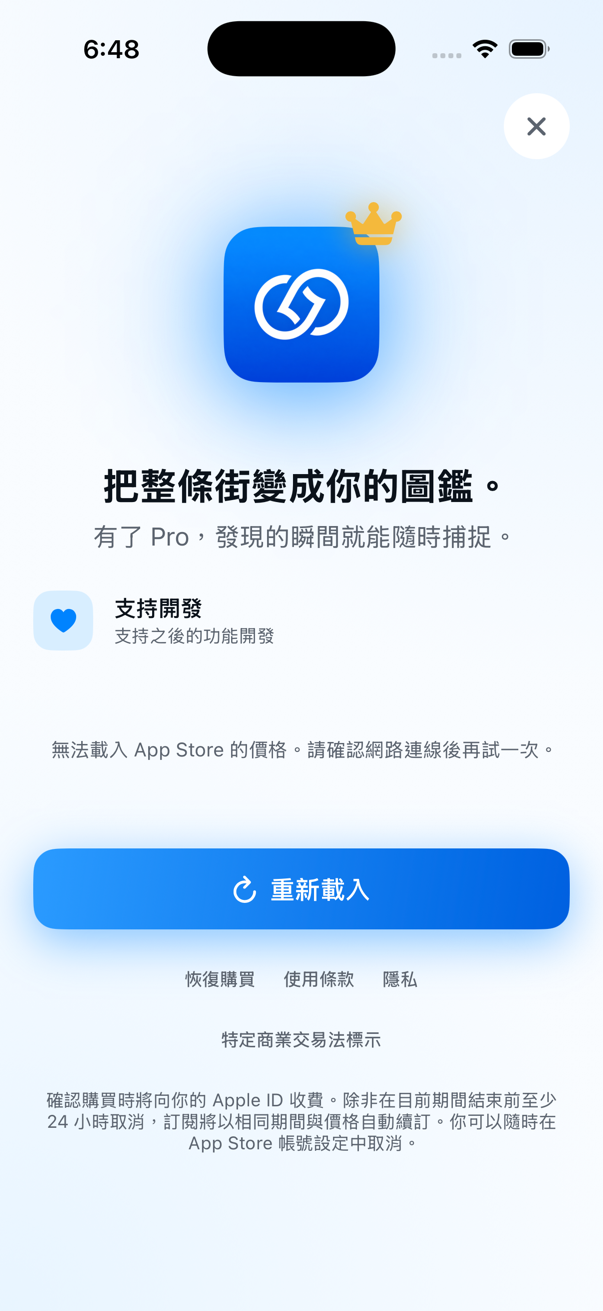 6:48
把整條街變成你的圖鑑。
有了 Pro，發現的瞬間就能隨時捕捉。
支持開發
支持之後的功能開發
無法載入 App Store 的價格。請確認網路連線後再試一次。
重新載入
恢復購買 使用條款 隱私
特定商業交易法標示
確認購買時將向你的 Apple ID 收費。除非在目前期間結束前至少
24 小時取消，訂閱將以相同期間與價格自動續訂。你可以隨時在
App Store 帳號設定中取消。